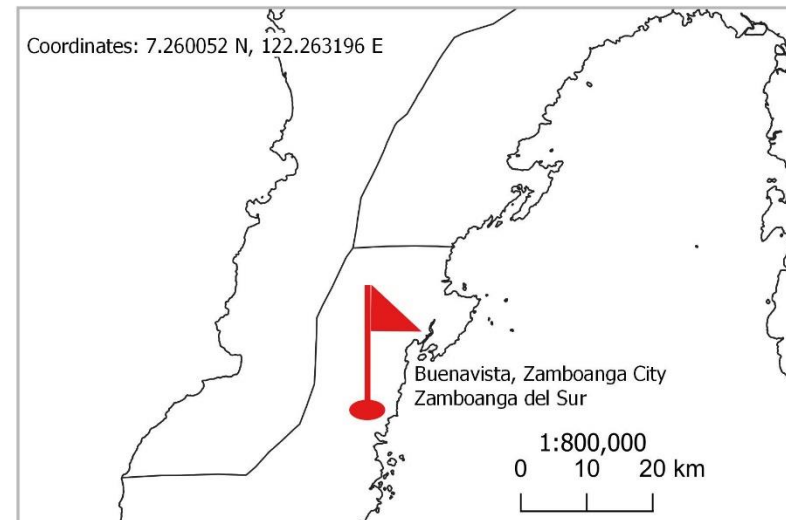 Coordinates: 7.260052 N, 122.263196 E
Buenavista, Zamboanga City
Zamboanga del Sur
1:800,000
0 10 20 km